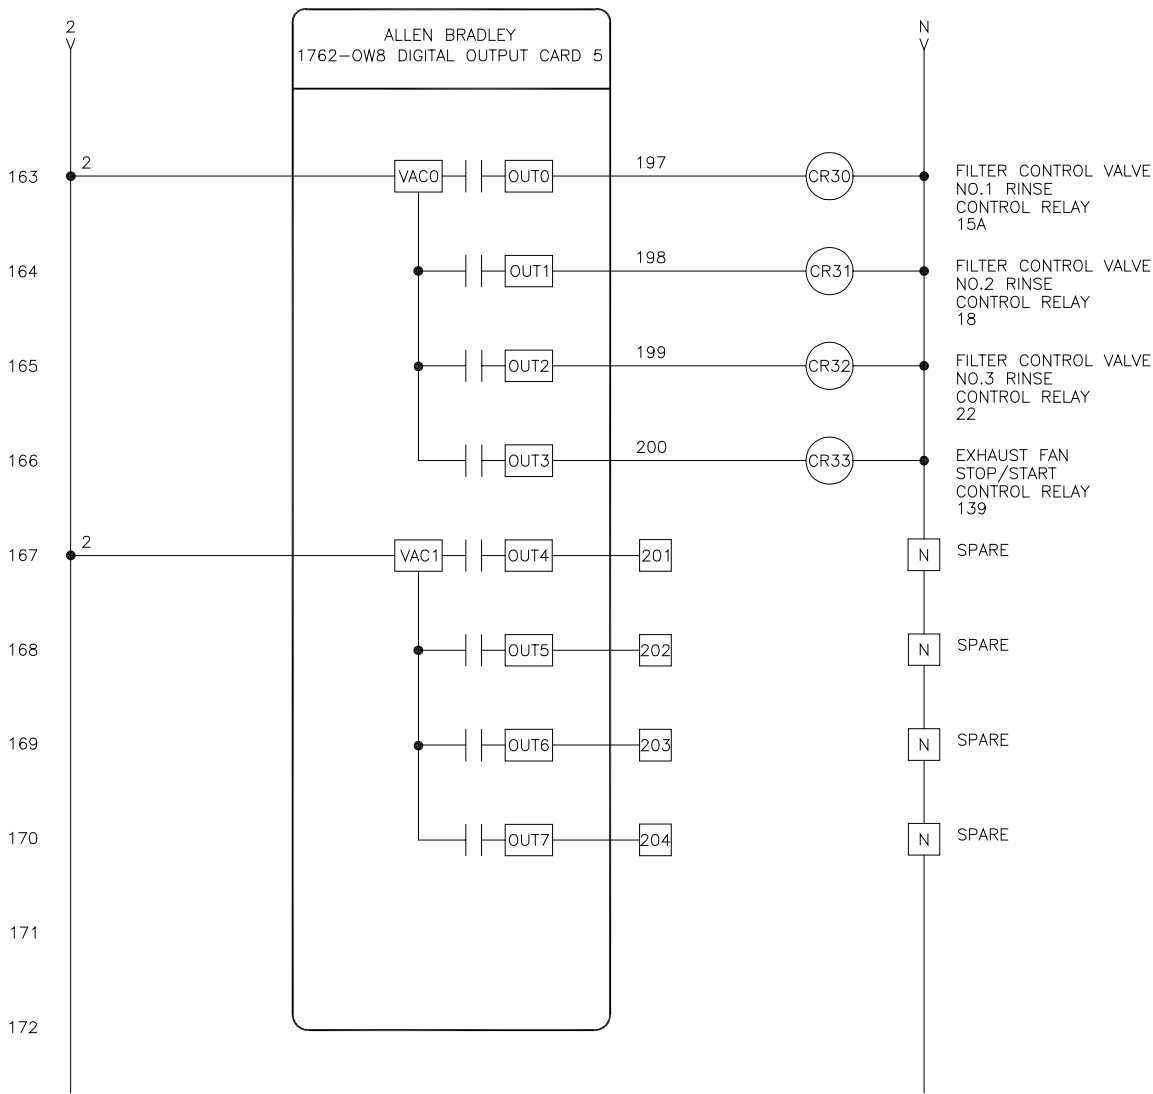 2
N
ALLEN BRADLEY
1762-OW8 DIGITAL OUTPUT CARD 5
163
2
VAC0
OUT0
197
CR30
FILTER CONTROL VALVE
NO.1 RINSE
CONTROL RELAY
15A
164
OUT1
198
CR31
FILTER CONTROL VALVE
NO.2 RINSE
CONTROL RELAY
18
165
OUT2
199
CR32
FILTER CONTROL VALVE
NO.3 RINSE
CONTROL RELAY
22
166
OUT3
200
CR33
EXHAUST FAN
STOP/START
CONTROL RELAY
139
167
2
VAC1
OUT4
201
N
SPARE
168
OUT5
202
N
SPARE
169
OUT6
203
N
SPARE
170
OUT7
204
N
SPARE
171
172